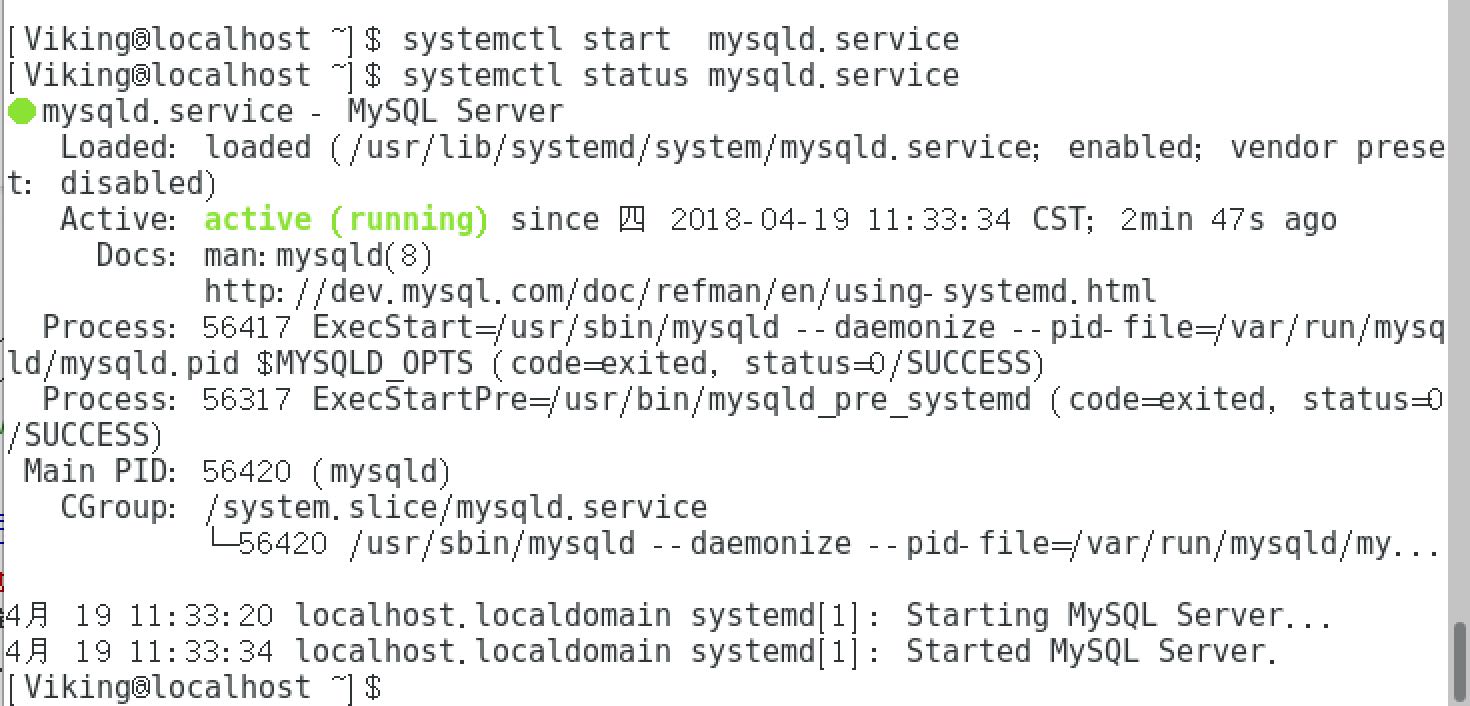 [Viking@localhost ~]$ systemctl start  mysqld.service
[Viking@localhost ~]$ systemctl status mysqld.service
● mysqld.service - MySQL Server
   Loaded: loaded (/usr/lib/systemd/system/mysqld.service; enabled; vendor prese
t: disabled)
   Active: active (running) since 四 2018-04-19 11:33:34 CST; 2min 47s ago
     Docs: man:mysqld(8)
           http://dev.mysql.com/doc/refman/en/using-systemd.html
  Process: 56417 ExecStart=/usr/sbin/mysqld --daemonize --pid-file=/var/run/mysq
ld/mysqld.pid $MYSQLD_OPTS (code=exited, status=0/SUCCESS)
  Process: 56317 ExecStartPre=/usr/bin/mysqld_pre_systemd (code=exited, status=0
/SUCCESS)
 Main PID: 56420 (mysqld)
   CGroup: /system.slice/mysqld.service
           └─56420 /usr/sbin/mysqld --daemonize --pid-file=/var/run/mysqld/my...

4月 19 11:33:20 localhost.localdomain systemd[1]: Starting MySQL Server...
4月 19 11:33:34 localhost.localdomain systemd[1]: Started MySQL Server.
[Viking@localhost ~]$